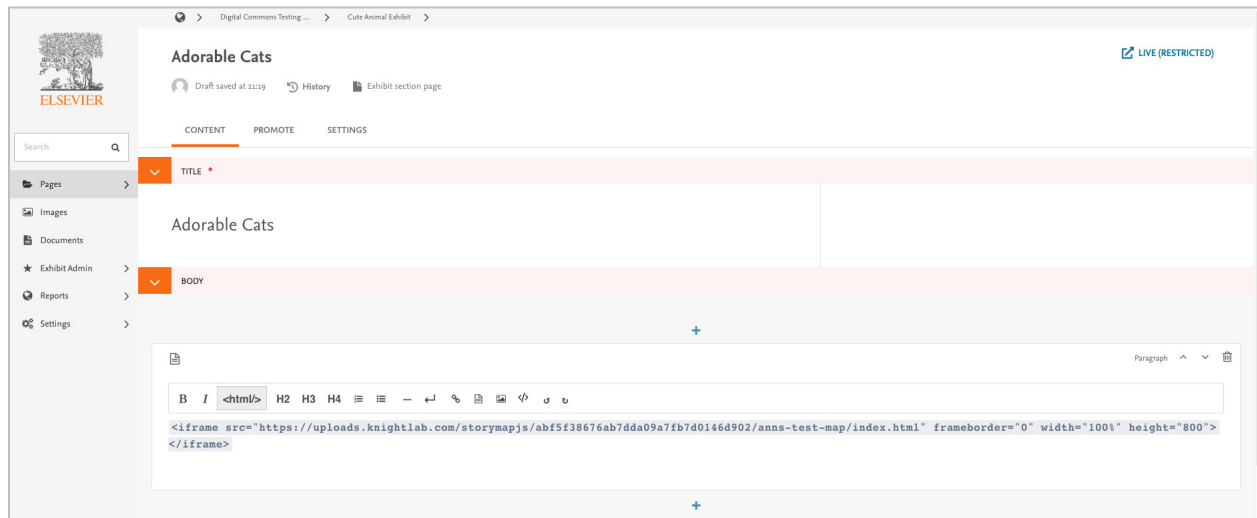 Digital Commons Testing ... > Cute Animal Exhibit >
ELSEVIER
Search
Pages
Images
Documents
Exhibit Admin
Reports
Settings
Adorable Cats
LIVE (RESTRICTED)
Draft saved at 21:19 History Exhibit section page
CONTENT PROMOTE SETTINGS
TITLE *
Adorable Cats
BODY
Paragraph
B I <html/> H2 H3 H4
<iframe src="https://uploads.knightlab.com/storymapjs/abf5f38676ab7dda09a7fb7d0146d902/anns-test-map/index.html" frameborder="0" width="100%" height="800">
</iframe>